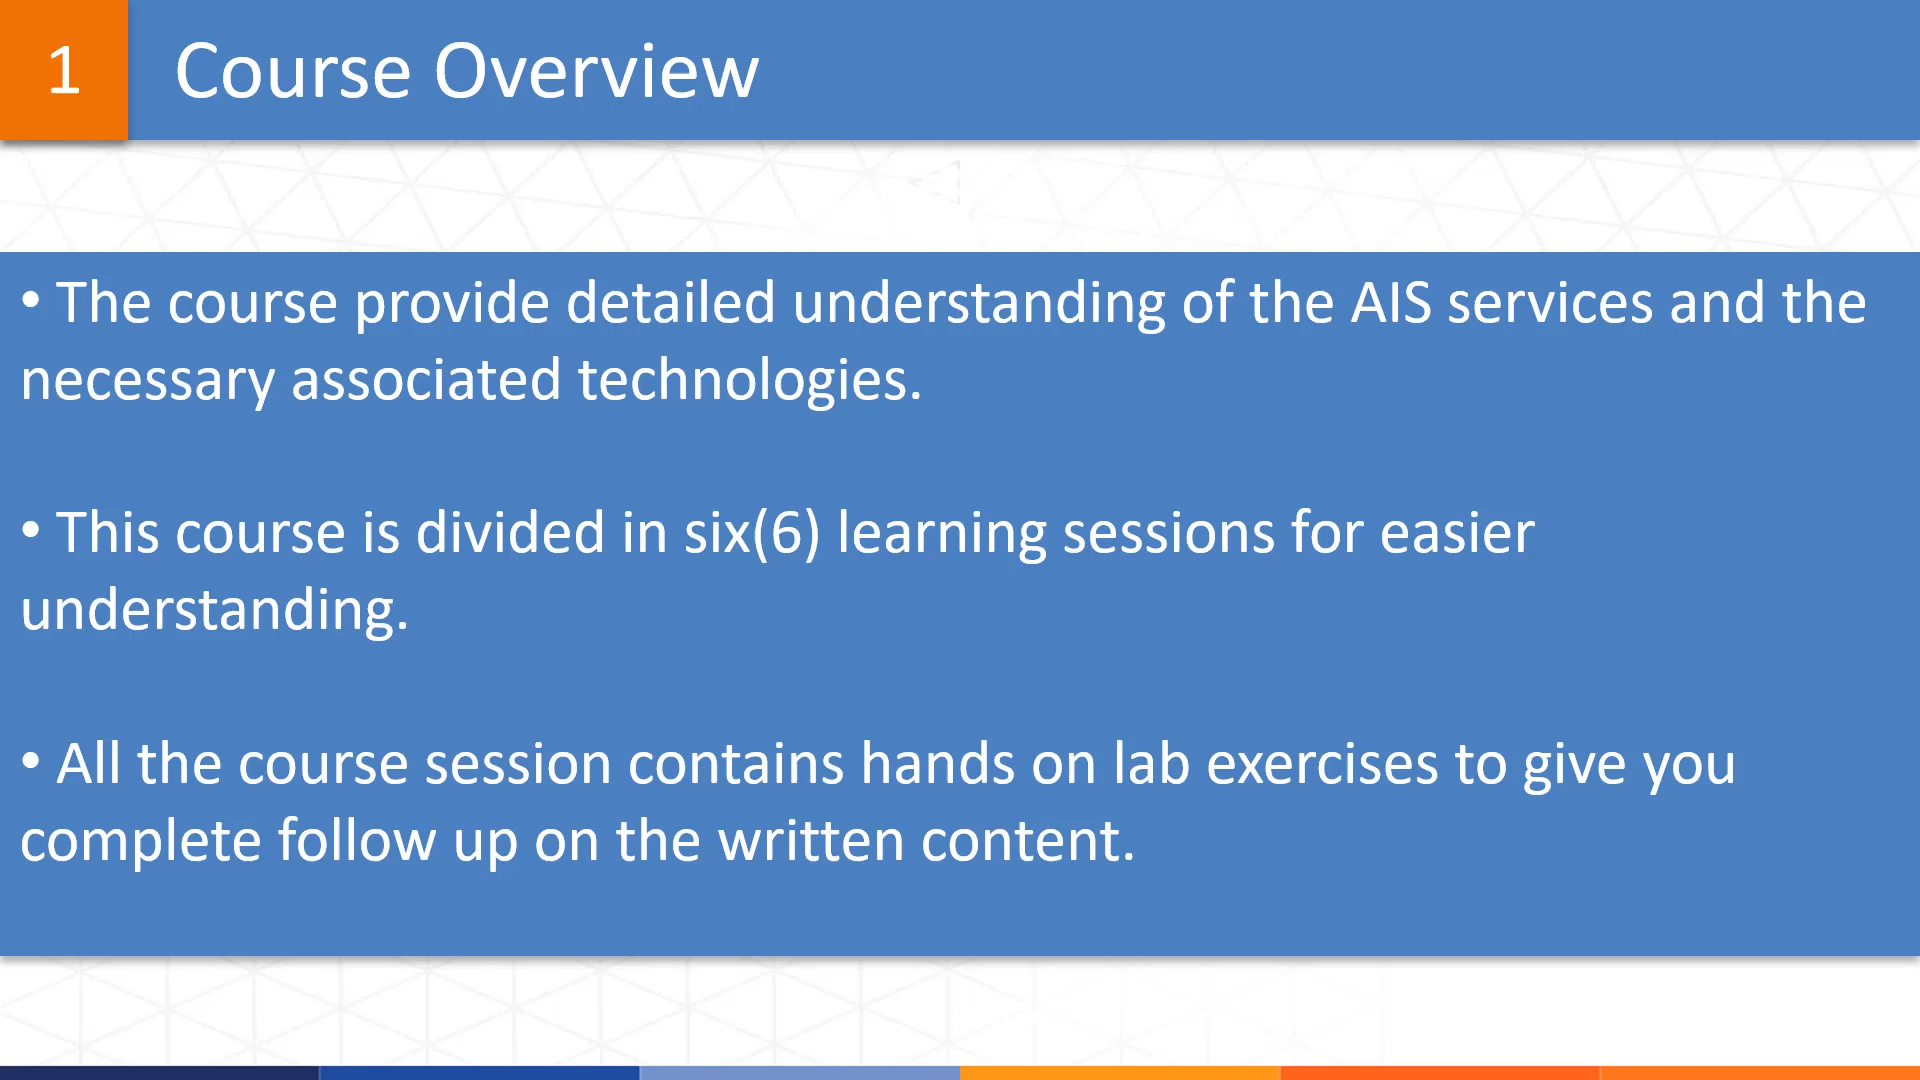 1
Course Overview
• The course provide detailed understanding of the AIS services and the
necessary associated technologies.
• This course is divided in six(6) learning sessions for easier
understanding.
• All the course session contains hands on lab exercises to give you
complete follow up on the written content.